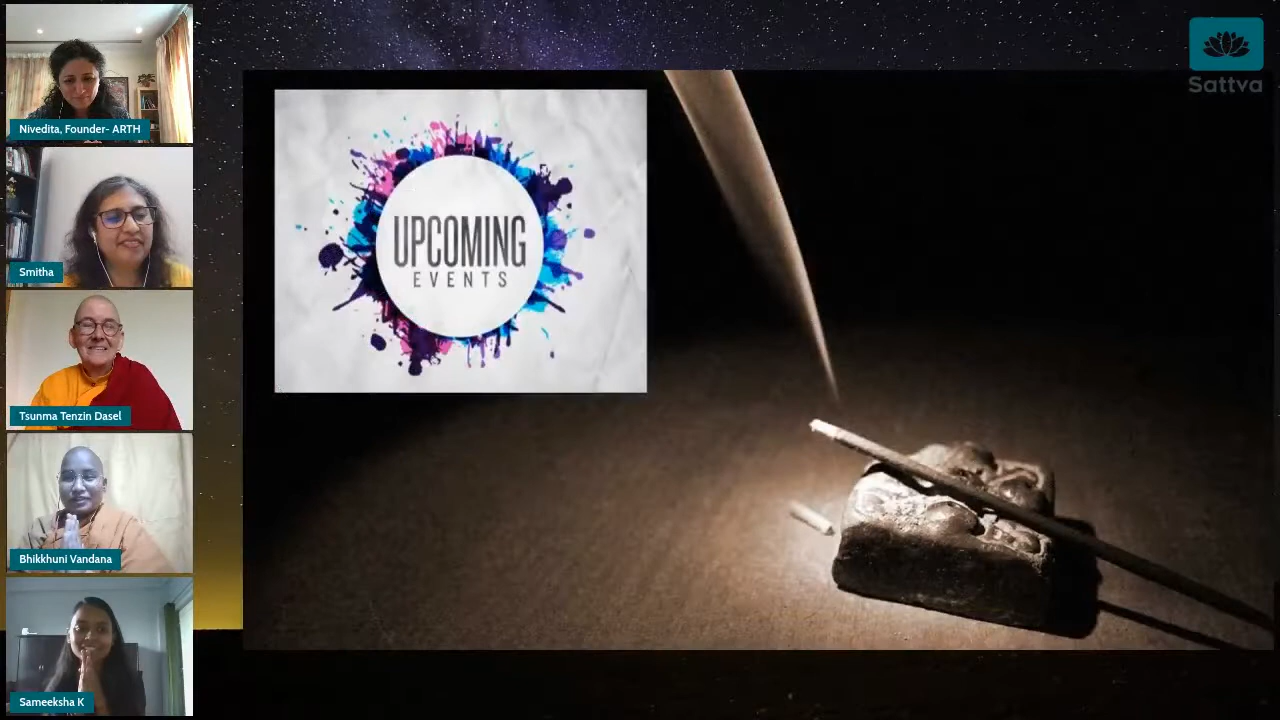 Nivedita, Founder- ARTH
Smitha
Tsunma Tenzin Dasel
Bhikkhuni Vandana
Sameeksha K
UPCOMING
EVENTS
Sattva